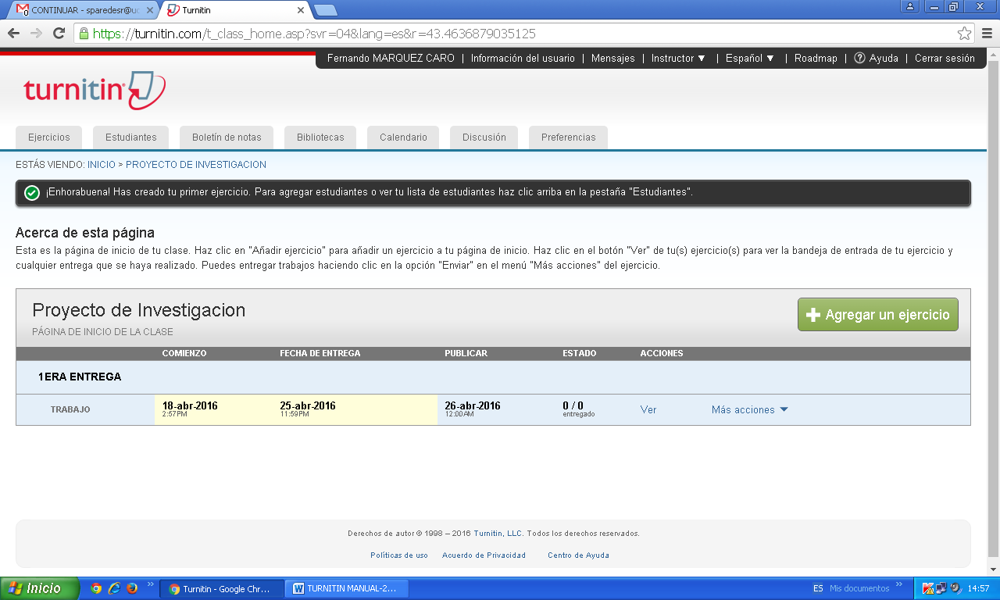 CONTINUAR - sparedesr@uc
Turnitin
https://turnitin.com/t_class_home.asp?svr=04&lang=es&r=43.4636879035125
Fernando MARQUEZ CARO | Información del usuario | Mensajes | Instructor ▼ | Español ▼ | Roadmap | ? Ayuda | Cerrar sesión
turnitin
Ejercicios Estudiantes Boletín de notas Bibliotecas Calendario Discusión Preferencias
ESTÁS VIENDO: INICIO > PROYECTO DE INVESTIGACION
¡Enhorabuena! Has creado tu primer ejercicio. Para agregar estudiantes o ver tu lista de estudiantes haz clic arriba en la pestaña "Estudiantes".
Acerca de esta página
Esta es la página de inicio de tu clase. Haz clic en "Añadir ejercicio" para añadir un ejercicio a tu página de inicio. Haz clic en el botón "Ver" de tu(s) ejercicio(s) para ver la bandeja de entrada de tu ejercicio y
cualquier entrega que se haya realizado. Puedes entregar trabajos haciendo clic en la opción "Enviar" en el menú "Más acciones" del ejercicio.
Proyecto de Investigacion
Agregar un ejercicio
PÁGINA DE INICIO DE LA CLASE
COMIENZO FECHA DE ENTREGA PUBLICAR ESTADO ACCIONES
1ERA ENTREGA
TRABAJO 18-abr-2016 25-abr-2016 26-abr-2016 0 / 0 Ver Más acciones
2:57PM 11:59PM 12:00AM entregado
Derechos de autor © 1998 – 2016 Turnitin, LLC. Todos los derechos reservados.
Políticas de uso Acuerdo de Privacidad Centro de Ayuda
Inicio Turnitin - Google Chr... TURNITIN MANUAL-2... ES Mis documentos 14:57